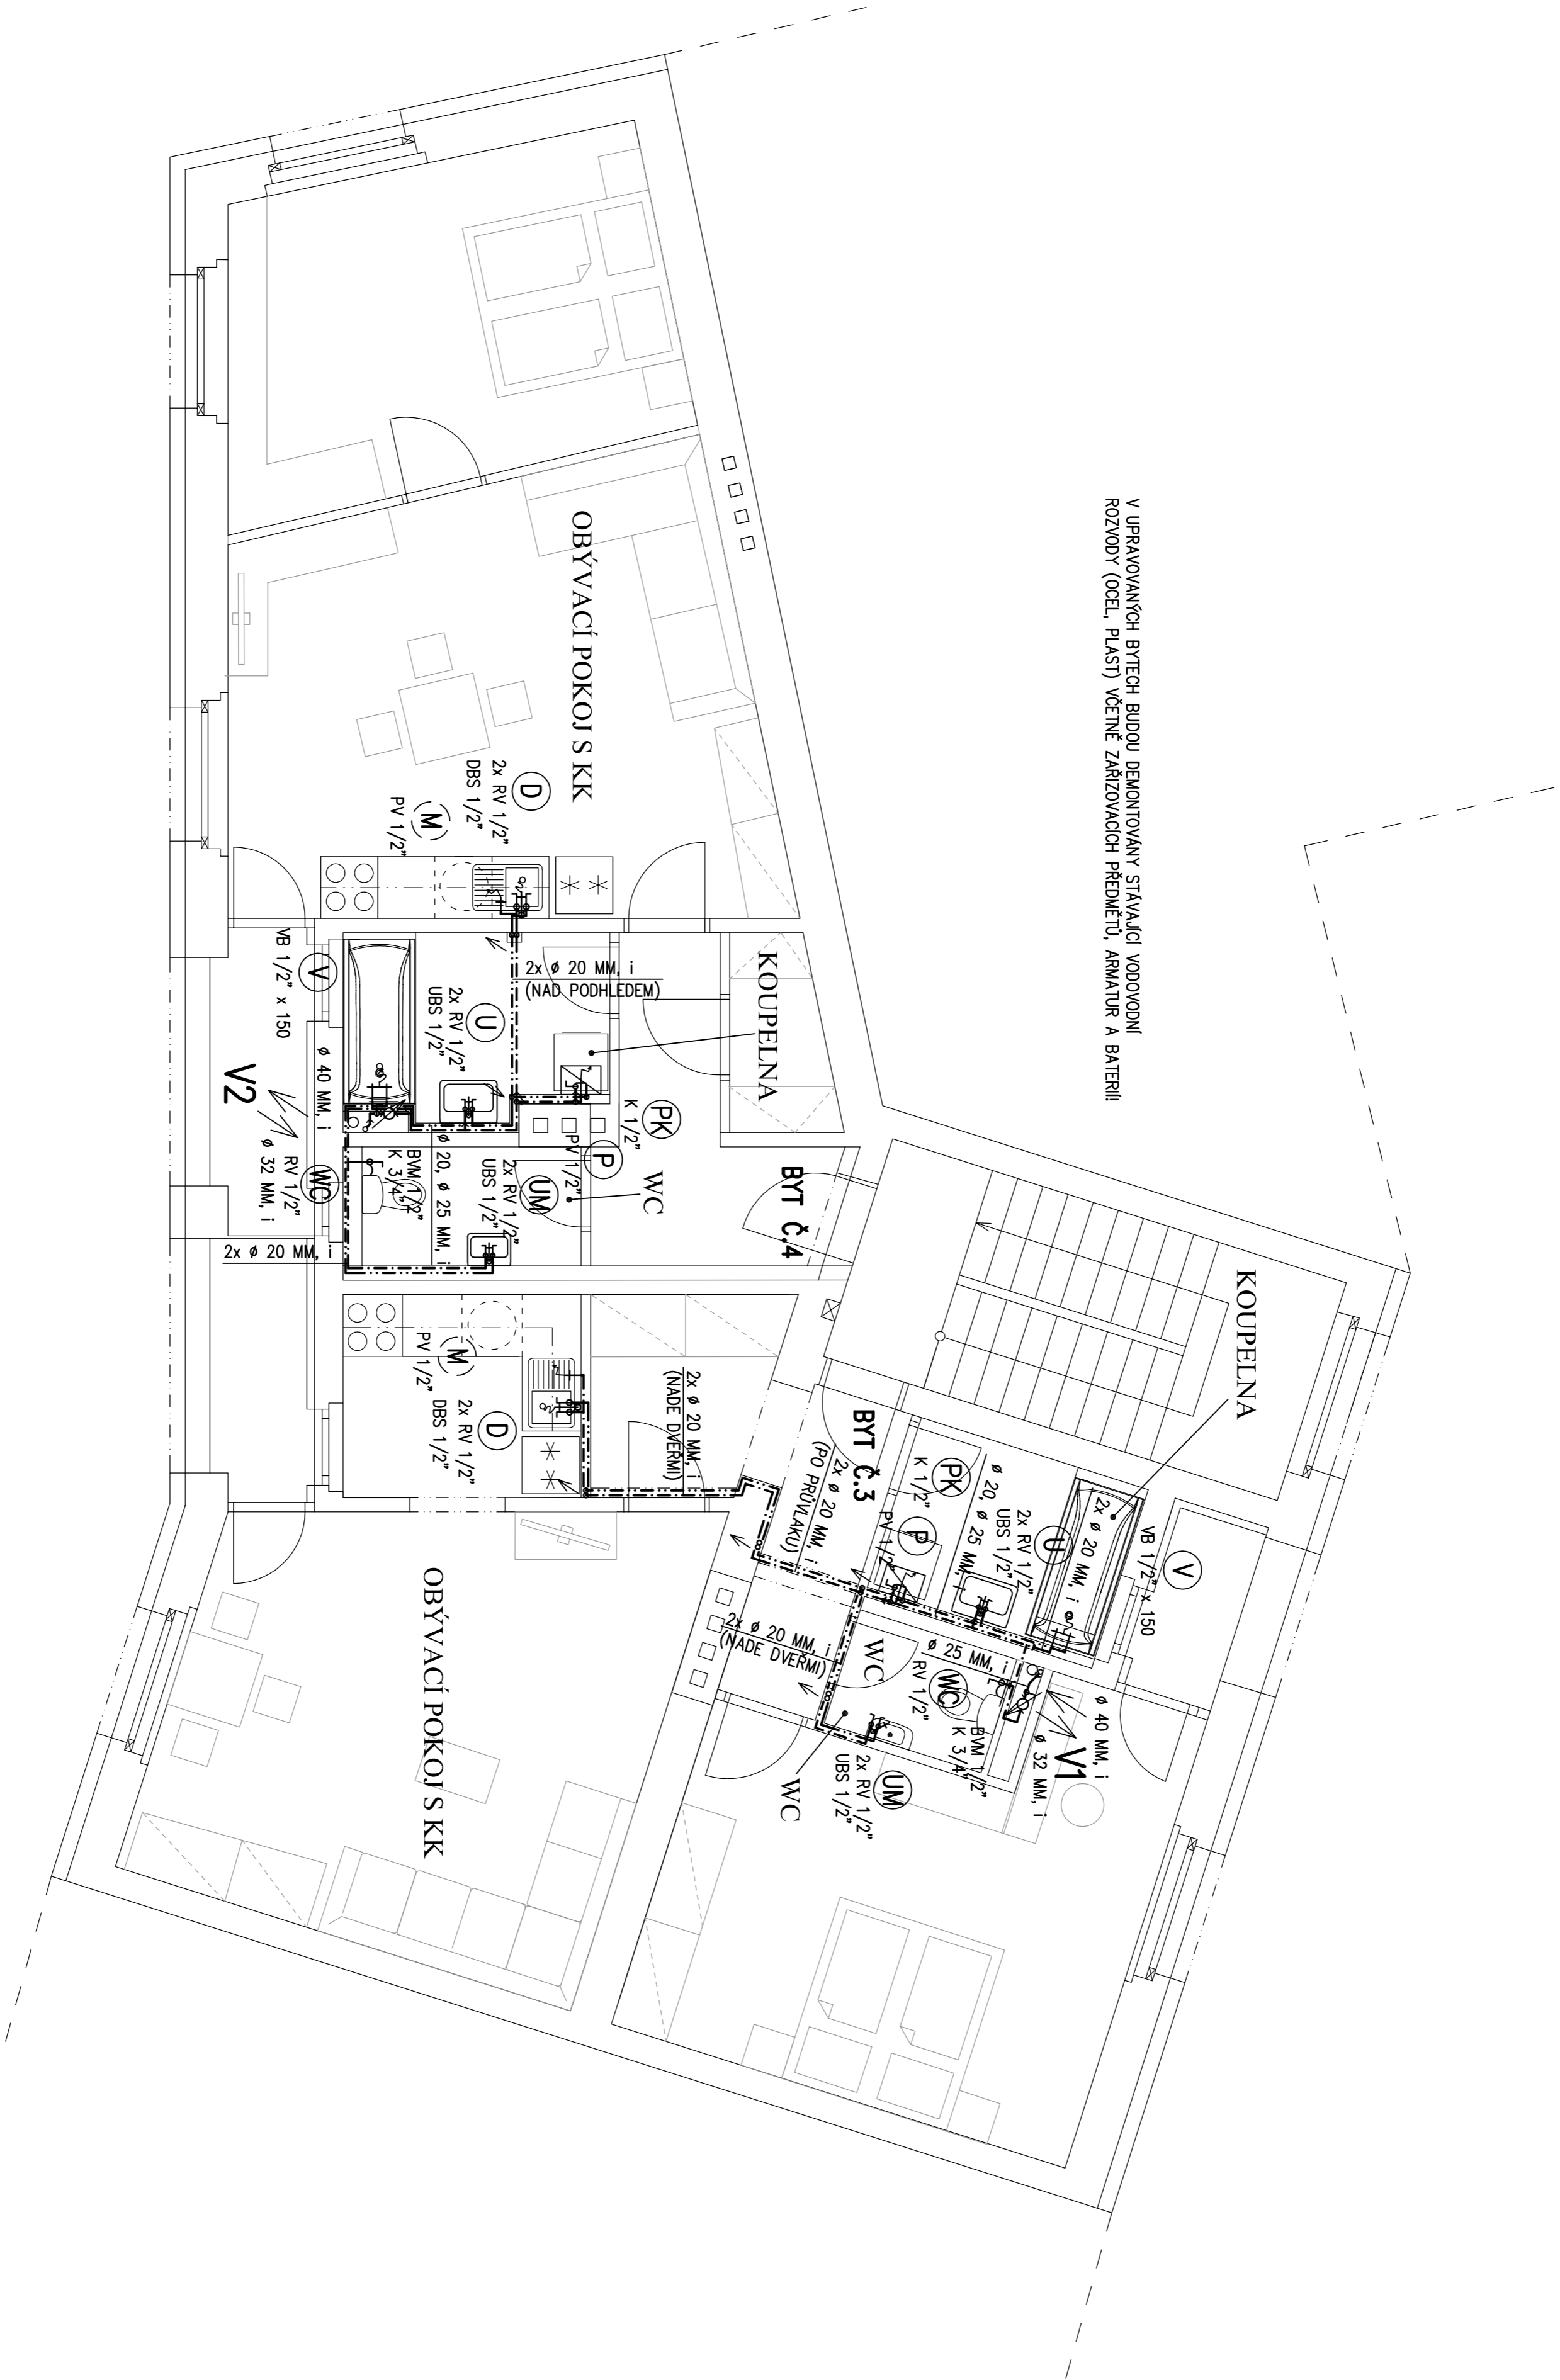 V UPRAVOVANÝCH BYTECH BUDOU DEMONTOVÁNY STÁVAJÍCÍ VODOVODNÍ
ROZVODY (OCEL, PLAST) VČETNĚ ZAŘIZOVACÍCH PŘEDMĚTŮ, ARMATUR A BATERIÍ!
OBÝVACÍ POKOJ S KK
D
2x RV 1/2"
DBS 1/2"
M
PV 1/2"
KOUPELNA
2x ø 20 MM, i
(NAD PODHLEDEM)
U
2x RV 1/2"
UBS 1/2"
V
VB 1/2" x 150
PK
K 1/2"
P
PV 1/2"
WC
UM
2x RV 1/2"
UBS 1/2"
ø 20, ø 25 MM, i
BVM 1/2"
K 3/4"
ø 40 MM, i
V2
WC
RV 1/2"
ø 32 MM, i
2x ø 20 MM, i
BYT Č.4
KOUPELNA
2x ø 20 MM, i
(NADE DVEŘMI)
M
PV 1/2"
D
2x RV 1/2"
DBS 1/2"
BYT Č.3
2x ø 20 MM, i
(PO PRŮVLAKU)
PK
K 1/2"
P
PV 1/2"
ø 20, ø 25 MM, i
2x RV 1/2"
UBS 1/2"
U
2x ø 20 MM, i
V
VB 1/2" x 150
2x ø 20 MM, i
(NADE DVEŘMI)
WC
ø 25 MM, i
WC
RV 1/2"
BVM 1/2"
K 3/4"
ø 40 MM, i
V1
ø 32 MM, i
UM
2x RV 1/2"
UBS 1/2"
WC
OBÝVACÍ POKOJ S KK